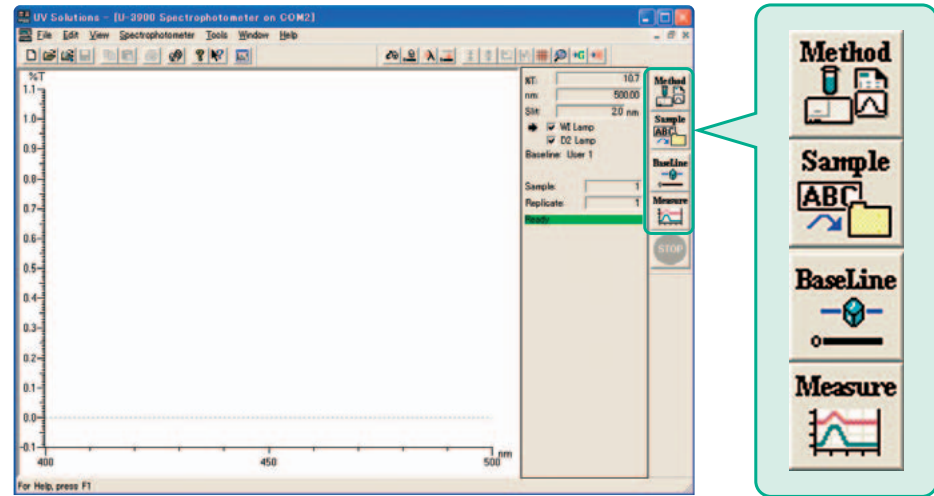 UV Solutions - [U-3900 Spectrophotometer on COM2]
File Edit View Spectrophotometer Tools Window Help
%T
1.1
1.0
0.9
0.8
0.7
0.6
0.5
0.4
0.3
0.2
0.1
0.0
-0.1
400
450
500
nm
%T: 10.7
nm: 500.00
Slit: 2.0 nm
WI Lamp
D2 Lamp
Baseline: User 1
Sample: 1
Replicate: 1
Ready
Method
Sample
ABC
BaseLine
Measure
STOP
For Help, press F1
Method
Sample
ABC
BaseLine
Measure